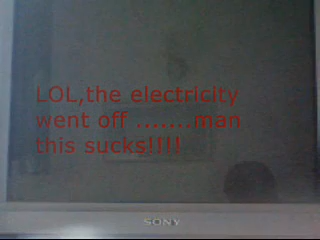 LOL,the electricity
went off .......man
this sucks!!!!
SONY